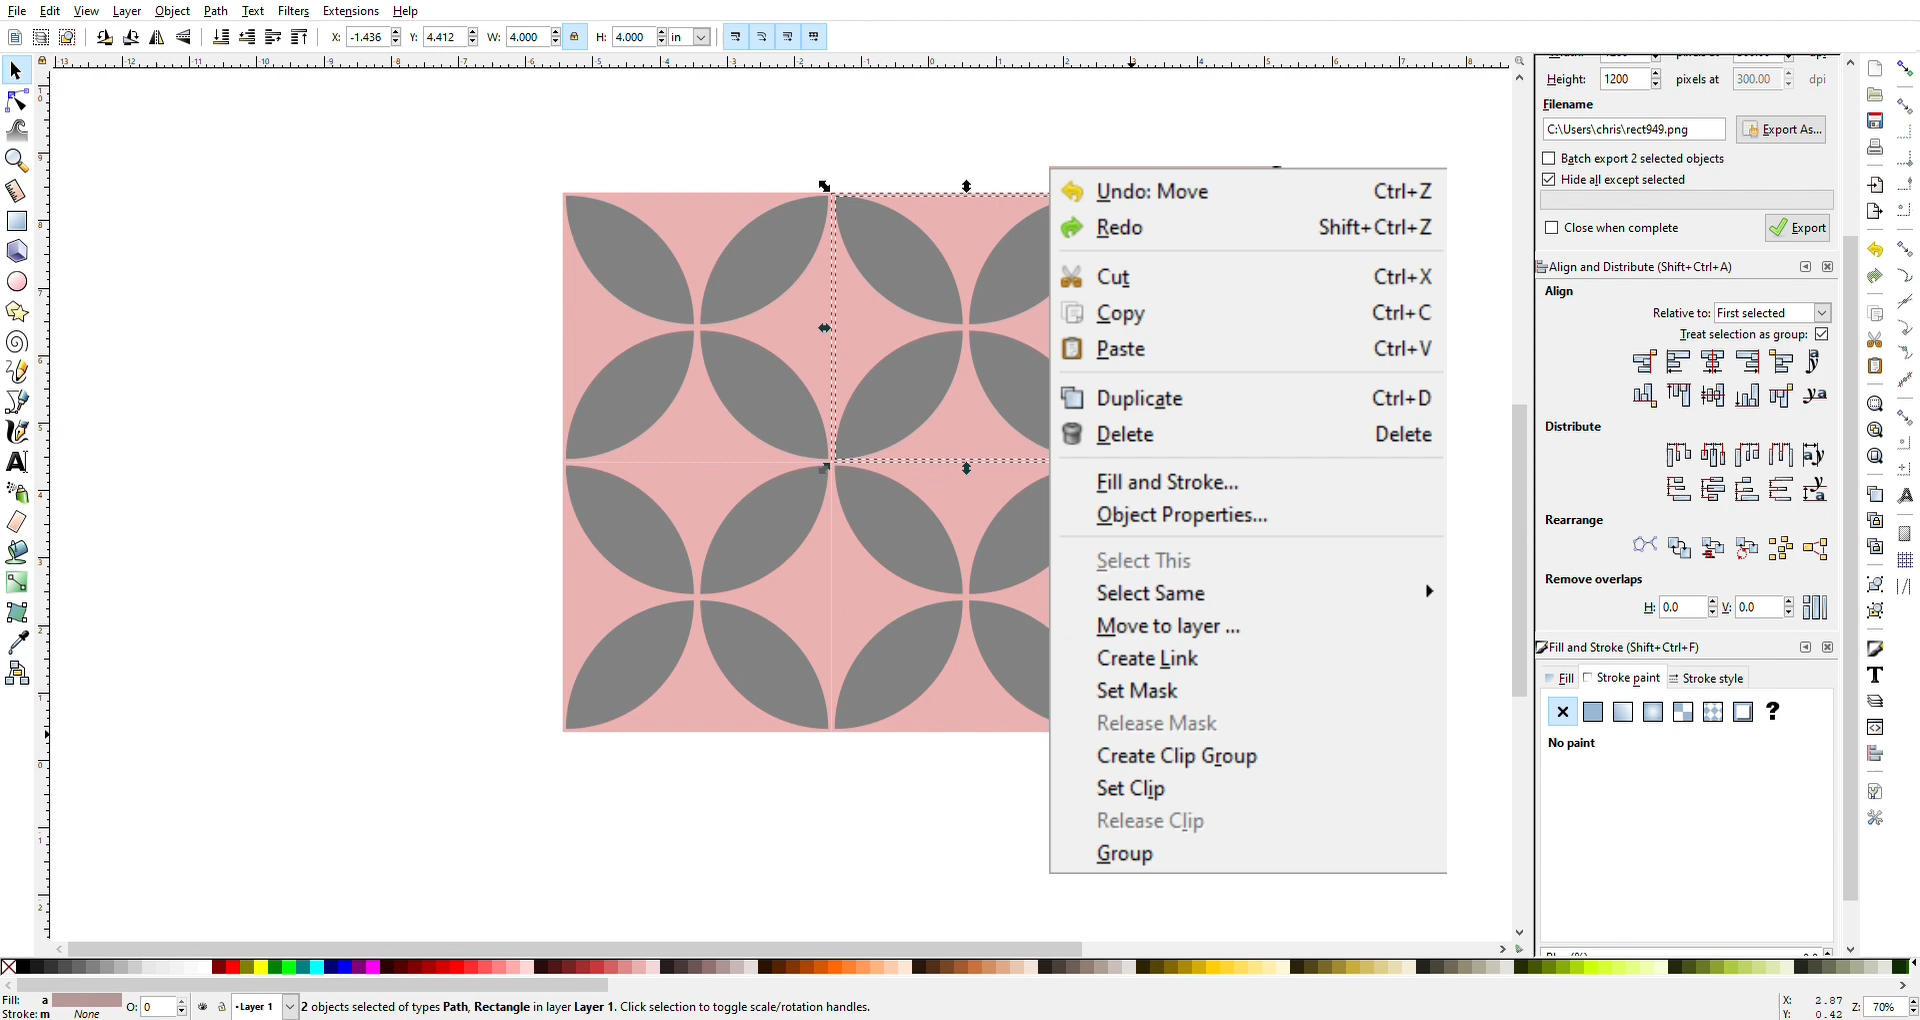 File Edit View Layer Object Path Text Filters Extensions Help
X: -1.436 Y: 4.412 W: 4.000 H: 4.000 in
Height: 1200 pixels at 300.00 dpi
Filename
C:\Users\chris\rect949.png Export As...
Batch export 2 selected objects
Hide all except selected
Close when complete Export
Align and Distribute (Shift+Ctrl+A)
Align
Relative to: First selected
Treat selection as group:
Distribute
Rearrange
Remove overlaps
H: 0.0 V: 0.0
Fill and Stroke (Shift+Ctrl+F)
Fill Stroke paint Stroke style
No paint
Undo: Move Ctrl+Z
Redo Shift+Ctrl+Z
Cut Ctrl+X
Copy Ctrl+C
Paste Ctrl+V
Duplicate Ctrl+D
Delete Delete
Fill and Stroke...
Object Properties...
Select This
Select Same
Move to layer ...
Create Link
Set Mask
Release Mask
Create Clip Group
Set Clip
Release Clip
Group
Fill: a
Stroke: m None
O: 0
Layer 1
2 objects selected of types Path, Rectangle in layer Layer 1. Click selection to toggle scale/rotation handles.
X: 2.87
Y: 0.42
Z: 70%